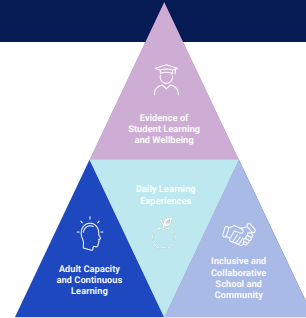 Evidence of
Student Learning
and Wellbeing
Daily Learning
Experiences
Adult Capacity
and Continuous
Learning
Inclusive and
Collaborative
School and
Community